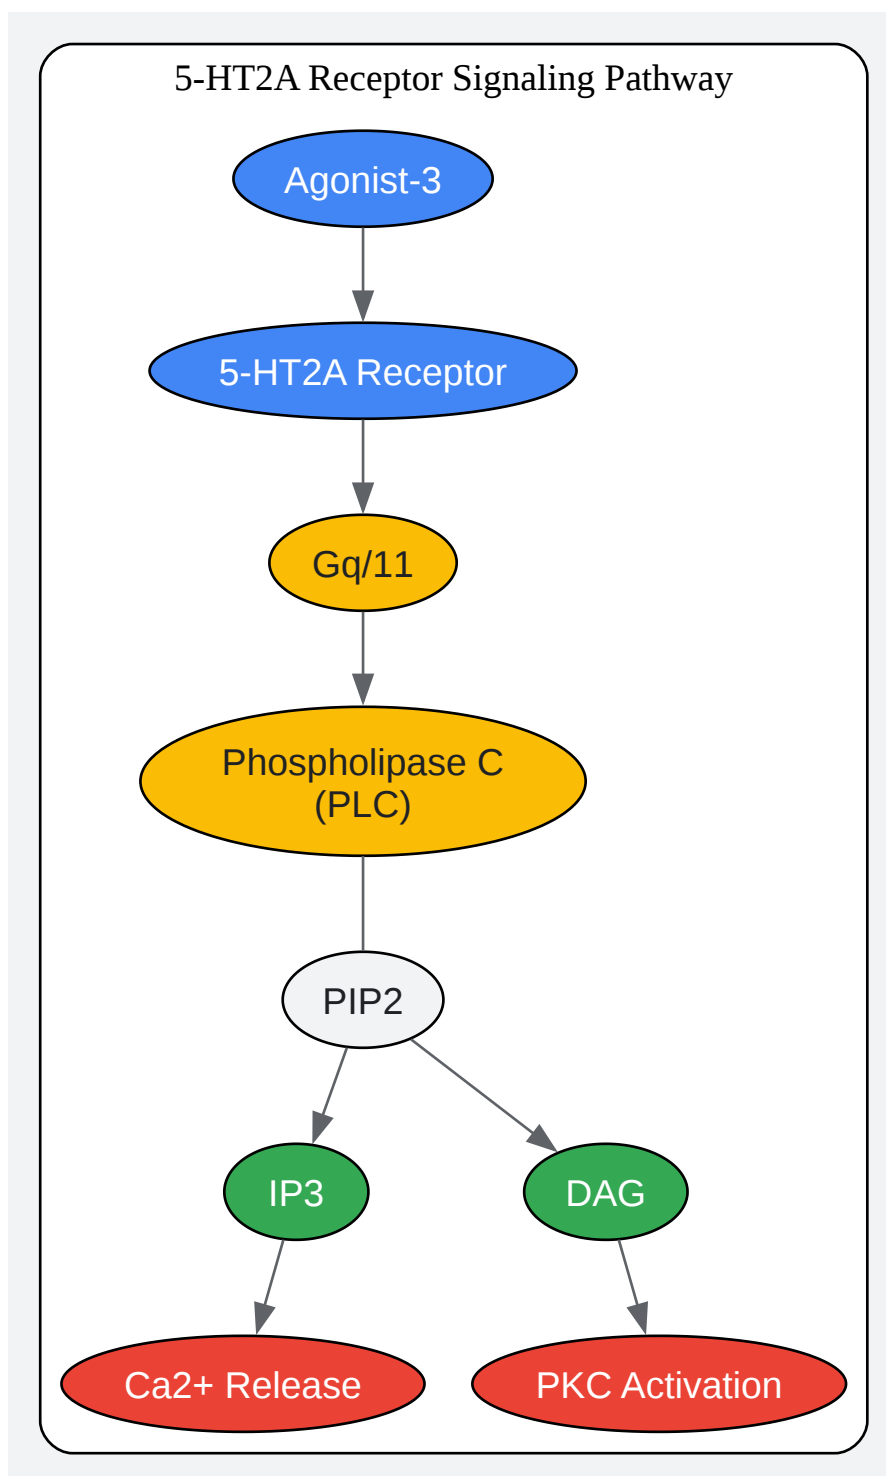 5-HT2A Receptor Signaling Pathway
Agonist-3
5-HT2A Receptor
Gq/11
Phospholipase C
(PLC)
PIP2
IP3
DAG
Ca2+ Release
PKC Activation